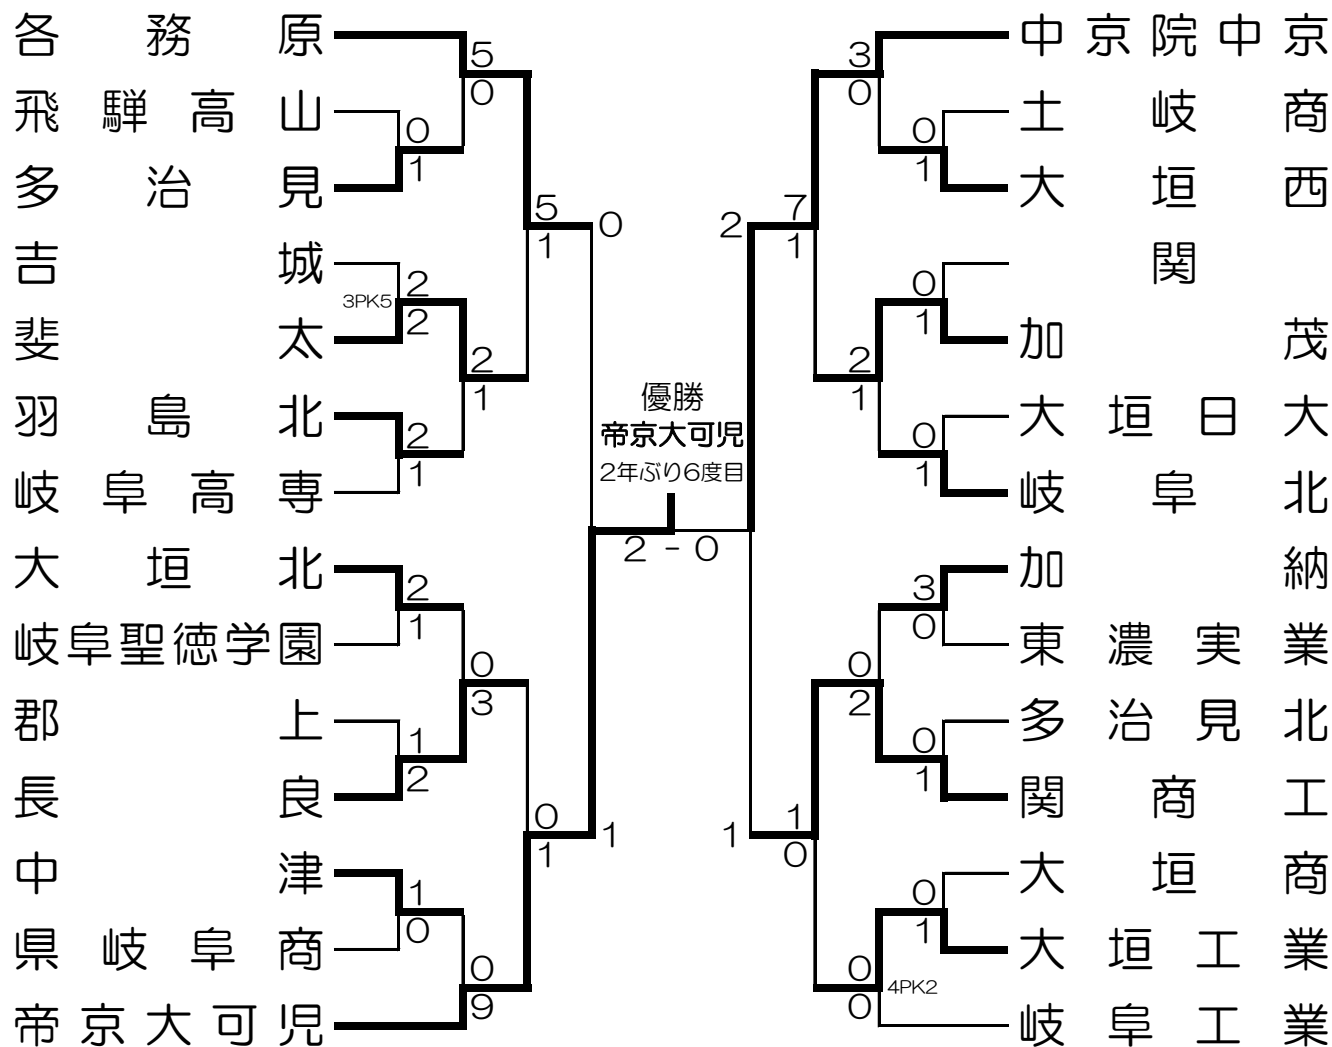 各務原
5
0
飛騨高山
0
1
多治見
5
1
0
吉城
3PK5
2
2
斐太
2
1
羽島北
2
1
岐阜高専
大垣北
2
1
岐阜聖徳学園
0
3
郡上
1
2
長良
0
1
1
中津
1
0
県岐阜商
0
9
帝京大可児
優勝
帝京大可児
2年ぶり6度目
2-0
中京院中京
3
0
土岐商
0
1
大垣西
2
7
1
関
0
1
加茂
2
1
大垣日大
0
1
岐阜北
加納
3
0
東濃実業
0
2
多治見北
0
1
関商工
1
1
0
大垣商
0
1
大垣工業
0
0
4PK2
岐阜工業